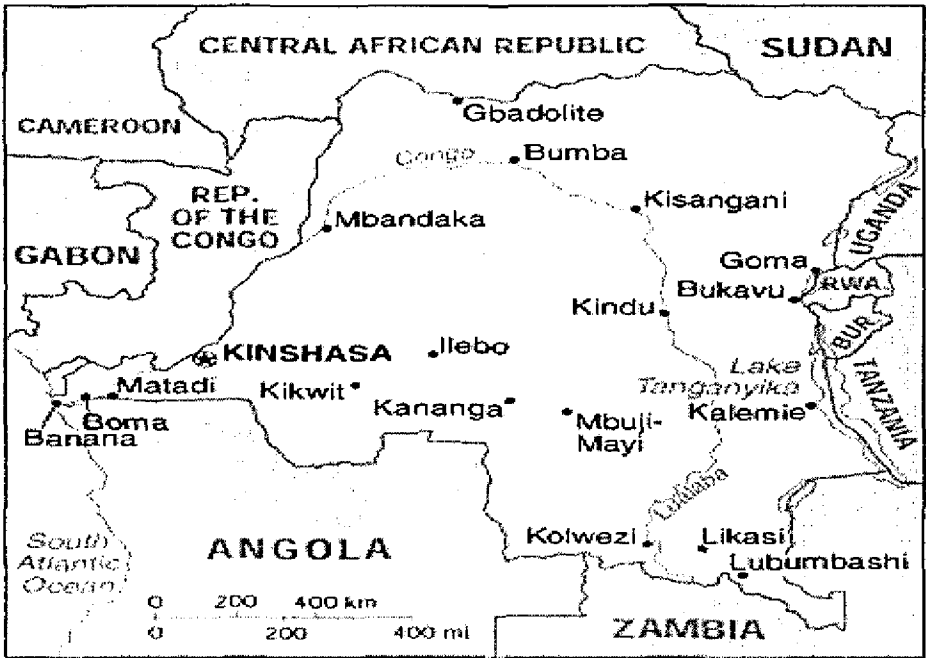 CENTRAL AFRICAN REPUBLIC
SUDAN
CAMEROON
Gbadolite
Congo
Bumba
REP.
OF THE
CONGO
Mbandaka
Kisangani
UGANDA
GABON
Goma
RWA.
Bukavu
Kindu
BUR
KINSHASA
Ilebo
Lake
Tanganyika
TANZANIA
Matadi
Kikwit
Kananga
Kalemie
Boma
Banana
Mbuji-
Mayi
Lualaba
South
Atlantic
Ocean
ANGOLA
Kolwezi
Likasi
Lubumbashi
0 200 400 km
0 200 400 mi
ZAMBIA